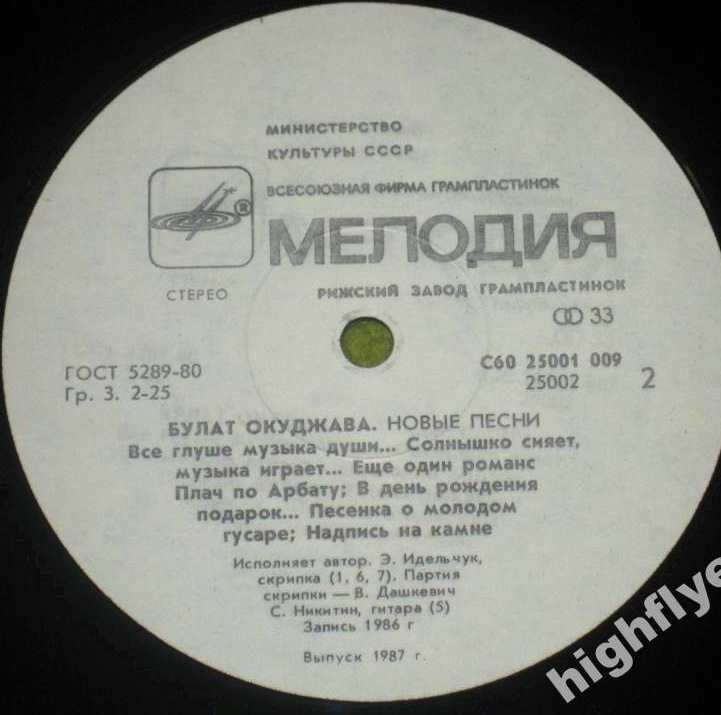 МИНИСТЕРСТВО
КУЛЬТУРЫ СССР
ВСЕСОЮЗНАЯ ФИРМА ГРАМПЛАСТИНОК
®
МЕЛОДИЯ
СТЕРЕО
РИЖСКИЙ ЗАВОД ГРАМПЛАСТИНОК
33
ГОСТ 5289-80
Гр. 3. 2-25
С60 25001 009
25002
2
БУЛАТ ОКУДЖАВА. НОВЫЕ ПЕСНИ
Все глуше музыка души... Солнышко сияет,
музыка играет... Еще один романс
Плач по Арбату; В день рождения
подарок... Песенка о молодом
гусаре; Надпись на камне
Исполняет автор. Э. Идельчук,
скрипка (1, 6, 7). Партия
скрипки — В. Дашкевич
С. Никитин, гитара (5)
Запись 1986 г
Выпуск 1987 г.
highflye